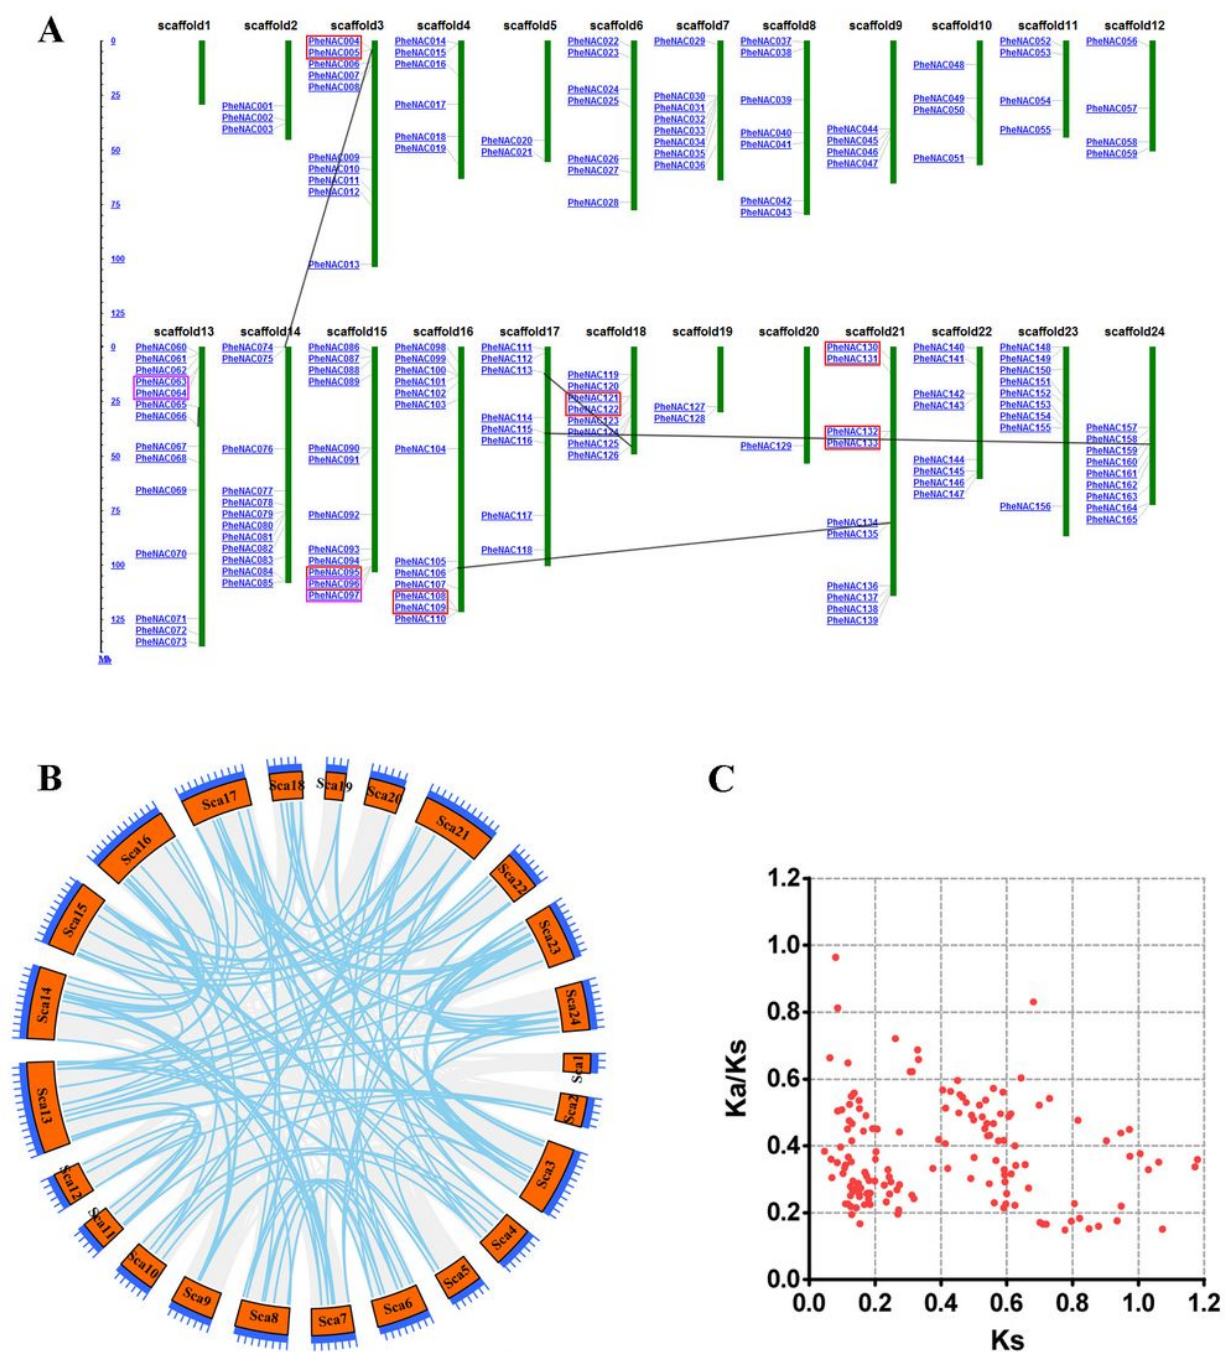 A
scaffold1 scaffold2 scaffold3 scaffold4 scaffold5 scaffold6 scaffold7 scaffold8 scaffold9 scaffold10 scaffold11 scaffold12
0
25
50
75
100
125
PheNAC001
PheNAC002
PheNAC003
PheNAC004
PheNAC005
PheNAC006
PheNAC007
PheNAC008
PheNAC009
PheNAC010
PheNAC011
PheNAC012
PheNAC013
PheNAC014
PheNAC015
PheNAC016
PheNAC017
PheNAC018
PheNAC019
PheNAC020
PheNAC021
PheNAC022
PheNAC023
PheNAC024
PheNAC025
PheNAC026
PheNAC027
PheNAC028
PheNAC029
PheNAC030
PheNAC031
PheNAC032
PheNAC033
PheNAC034
PheNAC035
PheNAC036
PheNAC037
PheNAC038
PheNAC039
PheNAC040
PheNAC041
PheNAC042
PheNAC043
PheNAC044
PheNAC045
PheNAC046
PheNAC047
PheNAC048
PheNAC049
PheNAC050
PheNAC051
PheNAC052
PheNAC053
PheNAC054
PheNAC055
PheNAC056
PheNAC057
PheNAC058
PheNAC059
scaffold13 scaffold14 scaffold15 scaffold16 scaffold17 scaffold18 scaffold19 scaffold20 scaffold21 scaffold22 scaffold23 scaffold24
0
25
50
75
100
125
Mb
PheNAC060
PheNAC061
PheNAC062
PheNAC063
PheNAC064
PheNAC065
PheNAC066
PheNAC067
PheNAC068
PheNAC069
PheNAC070
PheNAC071
PheNAC072
PheNAC073
PheNAC074
PheNAC075
PheNAC076
PheNAC077
PheNAC078
PheNAC079
PheNAC080
PheNAC081
PheNAC082
PheNAC083
PheNAC084
PheNAC085
PheNAC086
PheNAC087
PheNAC088
PheNAC089
PheNAC090
PheNAC091
PheNAC092
PheNAC093
PheNAC094
PheNAC095
PheNAC096
PheNAC097
PheNAC098
PheNAC099
PheNAC100
PheNAC101
PheNAC102
PheNAC103
PheNAC104
PheNAC105
PheNAC106
PheNAC107
PheNAC108
PheNAC109
PheNAC110
PheNAC111
PheNAC112
PheNAC113
PheNAC114
PheNAC115
PheNAC116
PheNAC117
PheNAC118
PheNAC119
PheNAC120
PheNAC121
PheNAC122
PheNAC123
PheNAC124
PheNAC125
PheNAC126
PheNAC127
PheNAC128
PheNAC129
PheNAC130
PheNAC131
PheNAC132
PheNAC133
PheNAC134
PheNAC135
PheNAC136
PheNAC137
PheNAC138
PheNAC139
PheNAC140
PheNAC141
PheNAC142
PheNAC143
PheNAC144
PheNAC145
PheNAC146
PheNAC147
PheNAC148
PheNAC149
PheNAC150
PheNAC151
PheNAC152
PheNAC153
PheNAC154
PheNAC155
PheNAC156
PheNAC157
PheNAC158
PheNAC159
PheNAC160
PheNAC161
PheNAC162
PheNAC163
PheNAC164
PheNAC165
B
Sca1
Sca2
Sca3
Sca4
Sca5
Sca6
Sca7
Sca8
Sca9
Sca10
Sca11
Sca12
Sca13
Sca14
Sca15
Sca16
Sca17
Sca18
Sca19
Sca20
Sca21
Sca22
Sca23
Sca24
C
Ka/Ks
1.2
1.0
0.8
0.6
0.4
0.2
0.0
0.0 0.2 0.4 0.6 0.8 1.0 1.2
Ks